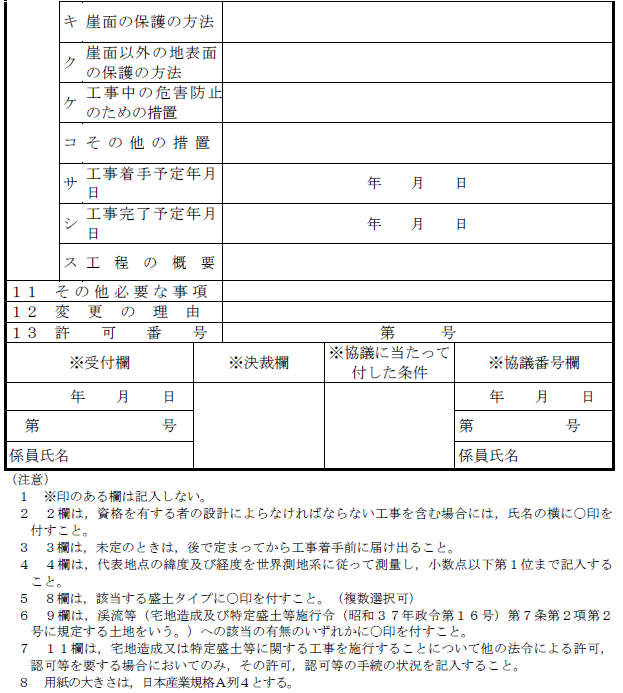 キ 崖面の保護の方法
ク 崖面以外の地表面
の保護の方法
ケ 工事中の危害防止
のための措置
コ その他の措置
サ 工事着手予定年月
日
年　月　日
シ 工事完了予定年月
日
年　月　日
ス 工程の概要
１１ その他必要な事項
１２ 変更の理由
１３ 許可番号　第　号
※受付欄　※決裁欄　※協議に当たって
付した条件　※協議番号欄
年　月　日　年　月　日
第　号　第　号
係員氏名　係員氏名
（注意）
１　※印のある欄は記入しない。
２　２欄は，資格を有する者の設計によらなければならない工事を含む場合には，氏名の横に○印を
付すこと。
３　３欄は，未定のときは，後で定まってから工事着手前に届け出ること。
４　４欄は，代表地点の緯度及び経度を世界測地系に従って測量し，小数点以下第１位まで記入する
こと。
５　８欄は，該当する盛土タイプに○印を付すこと。（複数選択可）
６　９欄は，渓流等（宅地造成及び特定盛土等施行令（昭和３７年政令第１６号）第７条第２項第２
号に規定する土地をいう。）への該当の有無のいずれかに○印を付すこと。
７　１１欄は，宅地造成又は特定盛土等に関する工事を施行することについて他の法令による許可，
認可等を要する場合においてのみ，その許可，認可等の手続の状況を記入すること。
８　用紙の大きさは，日本産業規格Ａ列４とする。